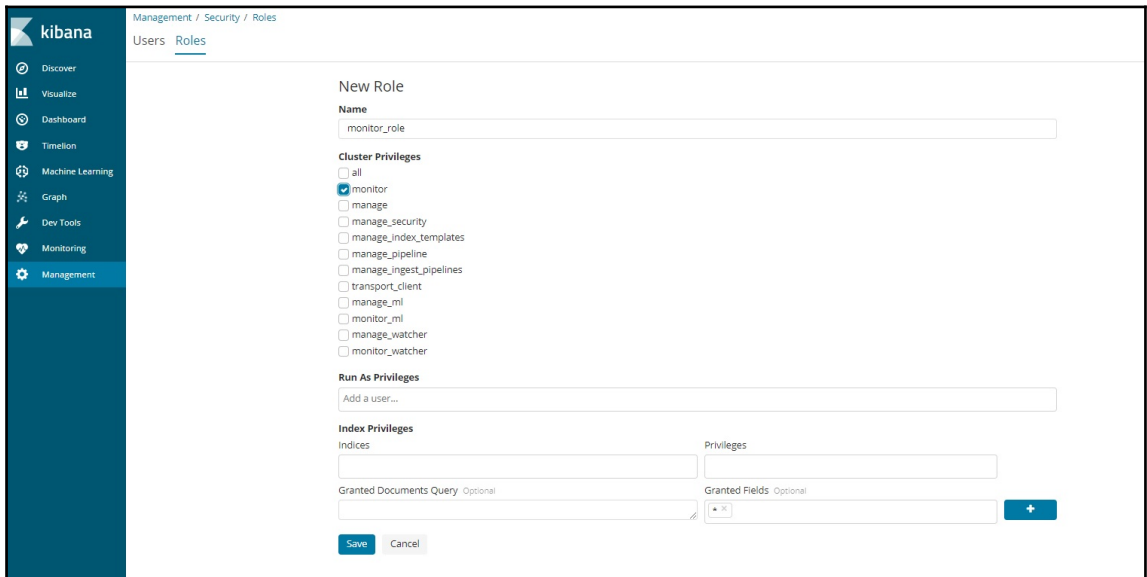 kibana
Discover
Visualize
Dashboard
Timelion
Machine Learning
Graph
Dev Tools
Monitoring
Management
Management / Security / Roles
Users Roles
New Role
Name
monitor_role
Cluster Privileges
all
monitor
manage
manage_security
manage_index_templates
manage_pipeline
manage_ingest_pipelines
transport_client
manage_ml
monitor_ml
manage_watcher
monitor_watcher
Run As Privileges
Add a user...
Index Privileges
Indices Privileges
Granted Documents Query Optional Granted Fields Optional
* ×
+
Save Cancel